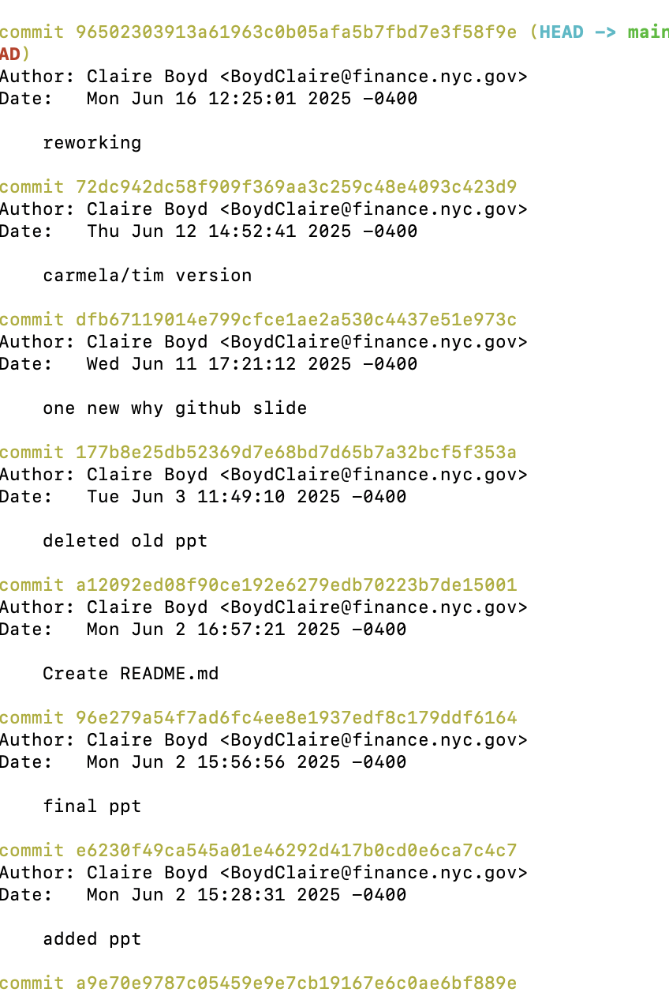 commit 96502303913a61963c0b05afa5b7fbd7e3f58f9e (HEAD -> main
AD)
Author: Claire Boyd <BoydClaire@finance.nyc.gov>
Date:   Mon Jun 16 12:25:01 2025 -0400
reworking
commit 72dc942dc58f909f369aa3c259c48e4093c423d9
Author: Claire Boyd <BoydClaire@finance.nyc.gov>
Date:   Thu Jun 12 14:52:41 2025 -0400
carmela/tim version
commit dfb67119014e799cfce1ae2a530c4437e51e973c
Author: Claire Boyd <BoydClaire@finance.nyc.gov>
Date:   Wed Jun 11 17:21:12 2025 -0400
one new why github slide
commit 177b8e25db52369d7e68bd7d65b7a32bcf5f353a
Author: Claire Boyd <BoydClaire@finance.nyc.gov>
Date:   Tue Jun 3 11:49:10 2025 -0400
deleted old ppt
commit a12092ed08f90ce192e6279edb70223b7de15001
Author: Claire Boyd <BoydClaire@finance.nyc.gov>
Date:   Mon Jun 2 16:57:21 2025 -0400
Create README.md
commit 96e279a54f7ad6fc4ee8e1937edf8c179ddf6164
Author: Claire Boyd <BoydClaire@finance.nyc.gov>
Date:   Mon Jun 2 15:56:56 2025 -0400
final ppt
commit e6230f49ca545a01e46292d417b0cd0e6ca7c4c7
Author: Claire Boyd <BoydClaire@finance.nyc.gov>
Date:   Mon Jun 2 15:28:31 2025 -0400
added ppt
commit a9e70e9787c05459e9e7cb19167e6c0ae6bf889e